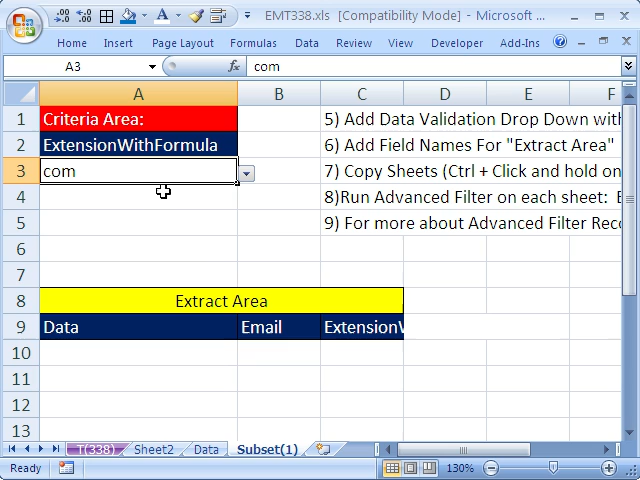 EMT338.xls [Compatibility Mode] - Microsoft ...
Home Insert Page Layout Formulas Data Review View Developer Add-Ins
A3 fx com
A B C D E F
1 Criteria Area: 5) Add Data Validation Drop Down with
2 ExtensionWithFormula 6) Add Field Names For "Extract Area"
3 com 7) Copy Sheets (Ctrl + Click and hold on
4 8)Run Advanced Filter on each sheet: E
5 9) For more about Advanced Filter Reco
6
7
8 Extract Area
9 Data Email ExtensionW
10
11
12
13
T(338) Sheet2 Data Subset(1)
Ready 130%